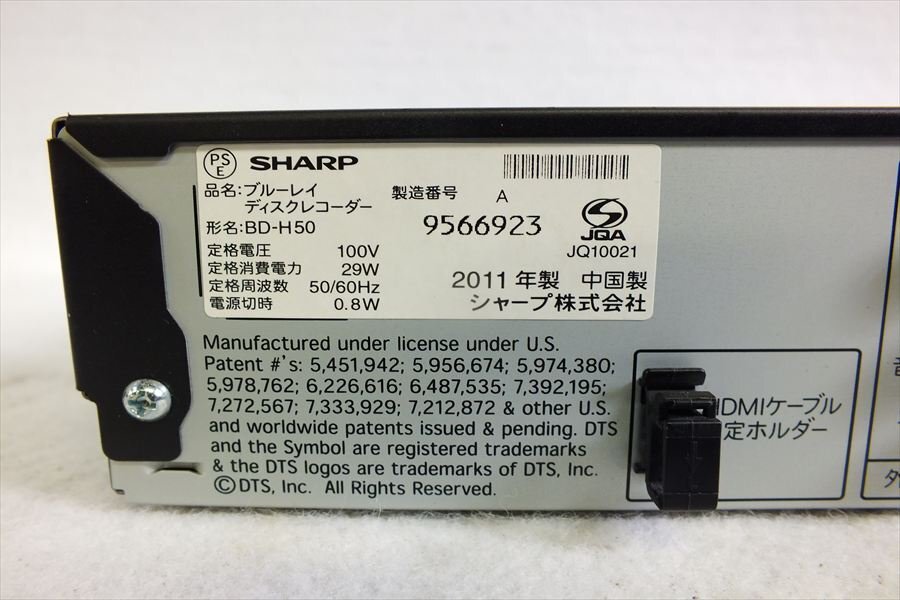 PS
E
SHARP
品名:ブルーレイ
ディスクレコーダー
形名:BD-H50
定格電圧 100V
定格消費電力 29W
定格周波数 50/60Hz
電源切時 0.8W
製造番号 A
9566923
JQA
JQ10021
2011年製 中国製
シャープ株式会社
Manufactured under license under U.S.
Patent #'s: 5,451,942; 5,956,674; 5,974,380;
5,978,762; 6,226,616; 6,487,535; 7,392,195;
7,272,567; 7,333,929; 7,212,872 & other U.S.
and worldwide patents issued & pending. DTS
and the Symbol are registered trademarks
& the DTS logos are trademarks of DTS, Inc.
©DTS, Inc. All Rights Reserved.
HDMIケーブル
定ホルダー